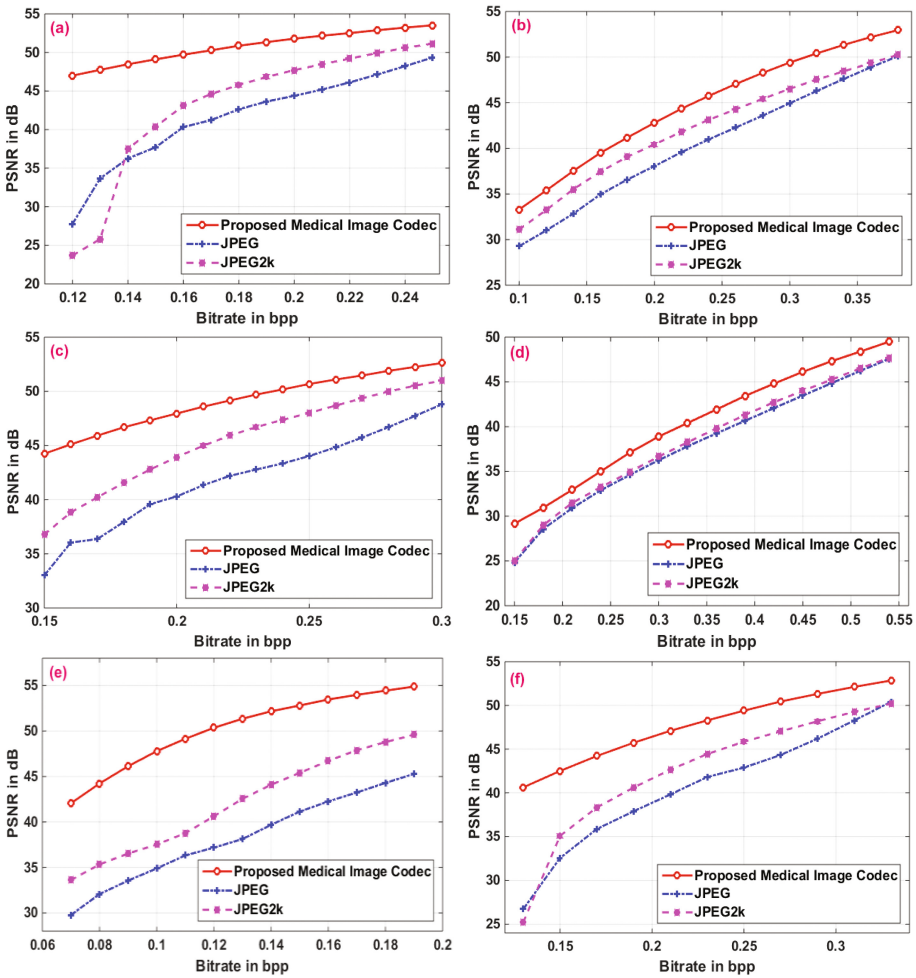 (a)
PSNR in dB
55
50
45
40
35
30
25
20
0.12 0.14 0.16 0.18 0.2 0.22 0.24
Bitrate in bpp
Proposed Medical Image Codec
JPEG
JPEG2k
(b)
PSNR in dB
55
50
45
40
35
30
25
0.1 0.15 0.2 0.25 0.3 0.35
Bitrate in bpp
Proposed Medical Image Codec
JPEG
JPEG2k
(c)
PSNR in dB
55
50
45
40
35
30
0.15 0.2 0.25 0.3
Bitrate in bpp
Proposed Medical Image Codec
JPEG
JPEG2k
(d)
PSNR in dB
50
45
40
35
30
25
20
0.15 0.2 0.25 0.3 0.35 0.4 0.45 0.5 0.55
Bitrate in bpp
Proposed Medical Image Codec
JPEG
JPEG2k
(e)
PSNR in dB
55
50
45
40
35
30
0.06 0.08 0.1 0.12 0.14 0.16 0.18 0.2
Bitrate in bpp
Proposed Medical Image Codec
JPEG
JPEG2k
(f)
PSNR in dB
55
50
45
40
35
30
25
0.15 0.2 0.25 0.3
Bitrate in bpp
Proposed Medical Image Codec
JPEG
JPEG2k